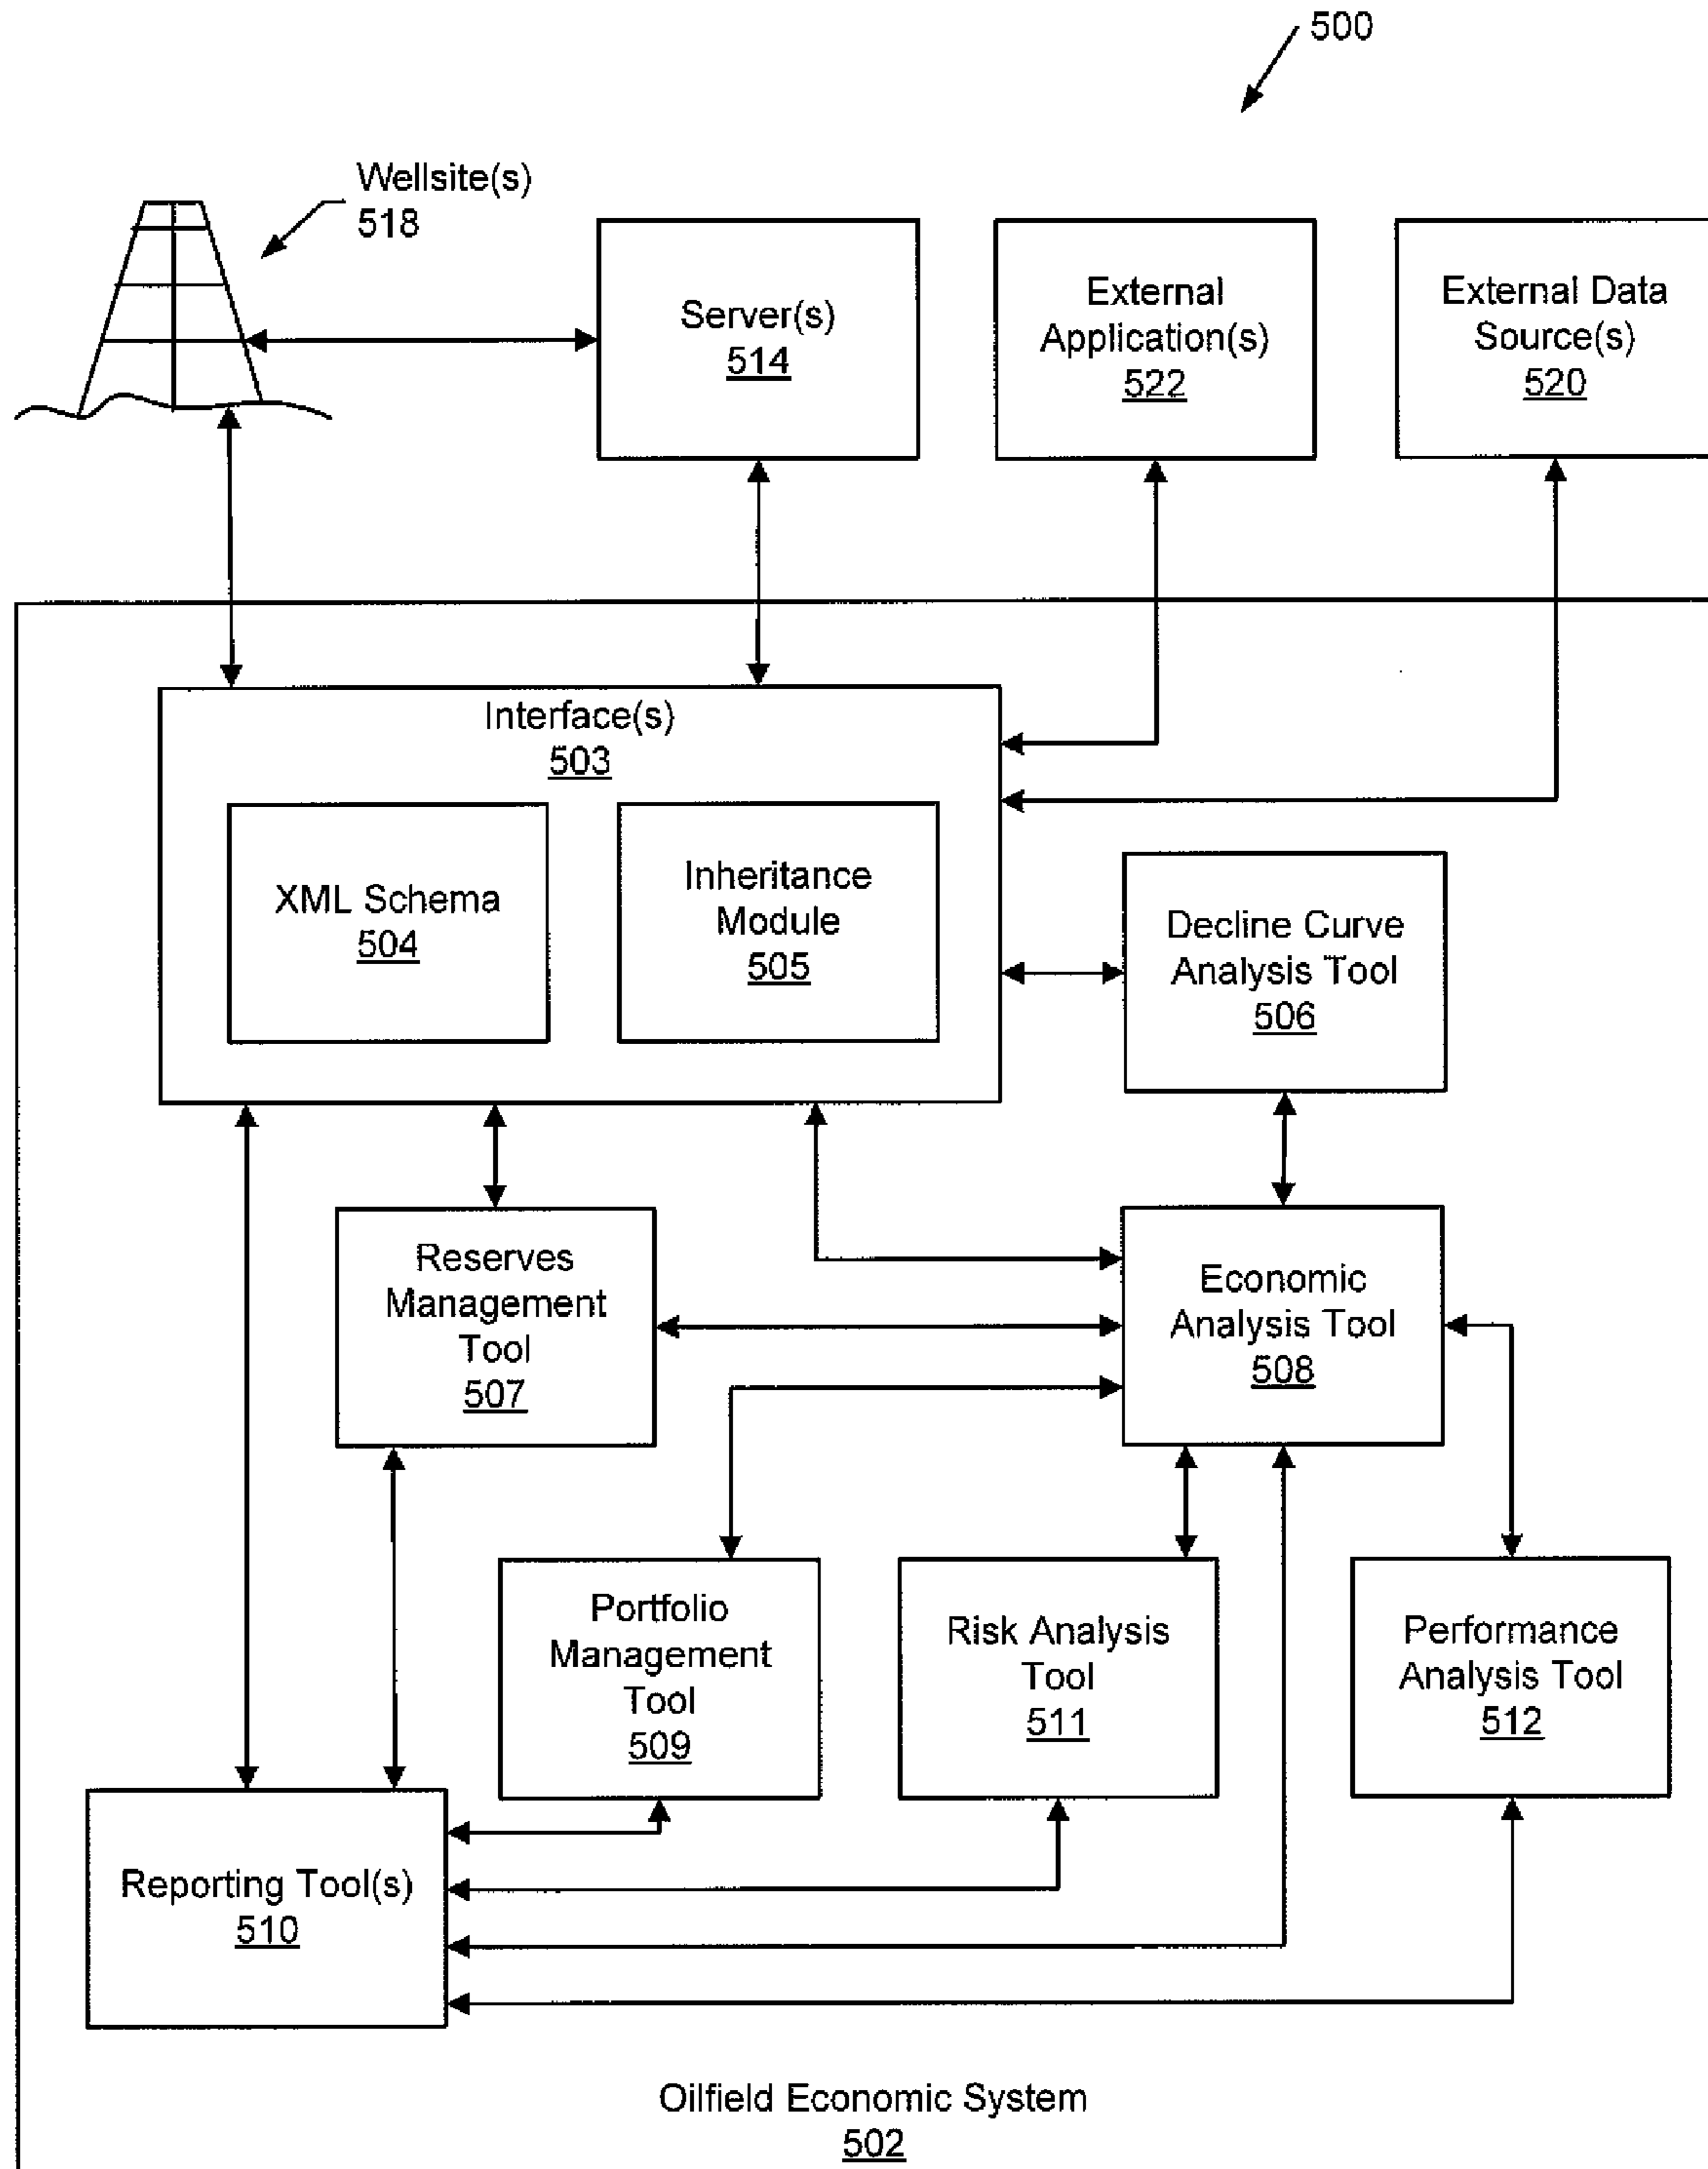 500
Wellsite(s)
518
Server(s)
514
External
Application(s)
522
External Data
Source(s)
520
Interface(s)
503
XML Schema
504
Inheritance
Module
505
Decline Curve
Analysis Tool
506
Reserves
Management
Tool
507
Economic
Analysis Tool
508
Portfolio
Management
Tool
509
Risk Analysis
Tool
511
Performance
Analysis Tool
512
Reporting Tool(s)
510
Oilfield Economic System
502